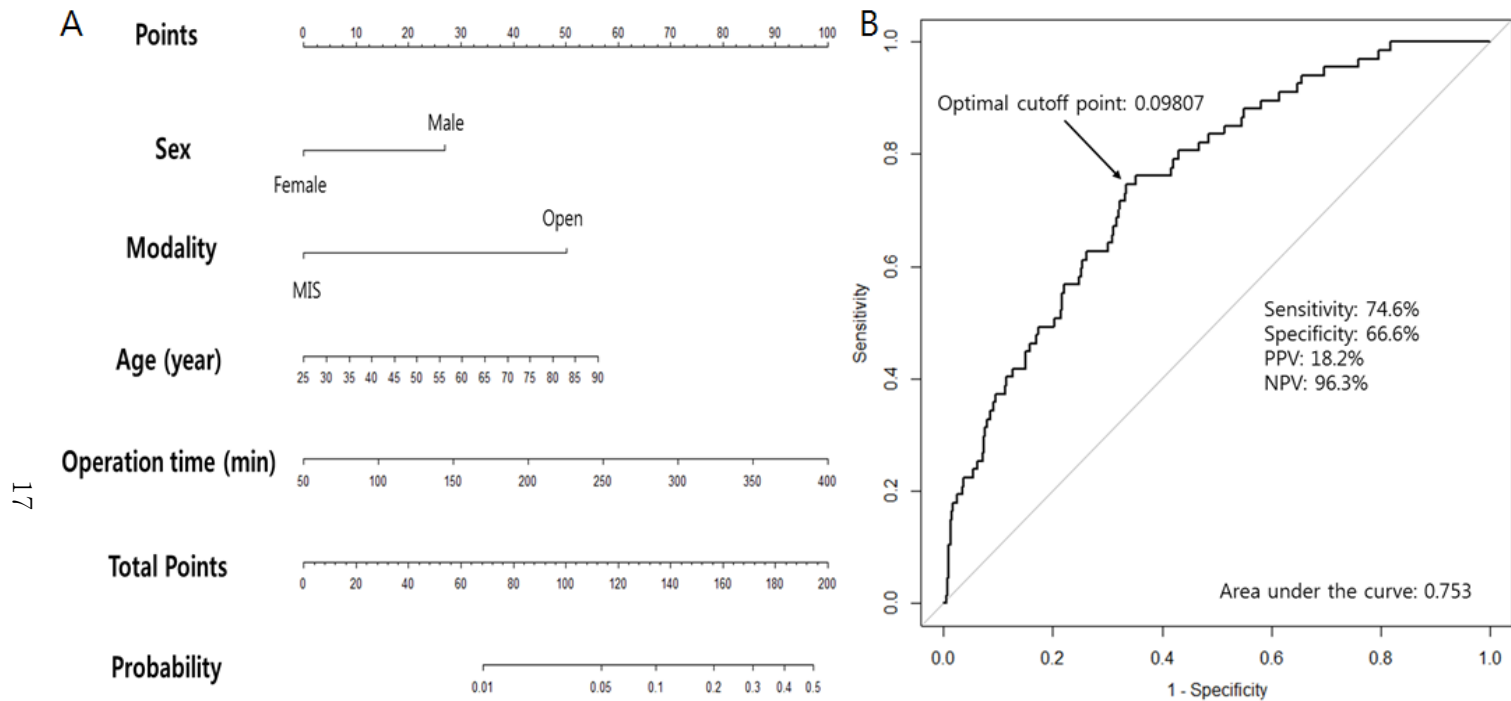 A
Points
0 10 20 30 40 50 60 70 80 90 100
Sex
Male
Female
Modality
Open
MIS
Age (year)
25 30 35 40 45 50 55 60 65 70 75 80 85 90
Operation time (min)
50 100 150 200 250 300 350 400
17
Total Points
0 20 40 60 80 100 120 140 160 180 200
Probability
0.01 0.05 0.1 0.2 0.3 0.4 0.5
B
Optimal cutoff point: 0.09807
Sensitivity: 74.6%
Specificity: 66.6%
PPV: 18.2%
NPV: 96.3%
Area under the curve: 0.753
Sensitivity
1.0
0.8
0.6
0.4
0.2
0.0
0.0 0.2 0.4 0.6 0.8 1.0
1 - Specificity